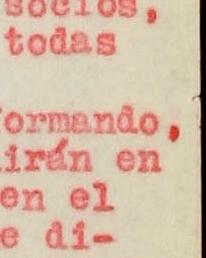 socios,
todas
formando,
irán en
en el
e di-